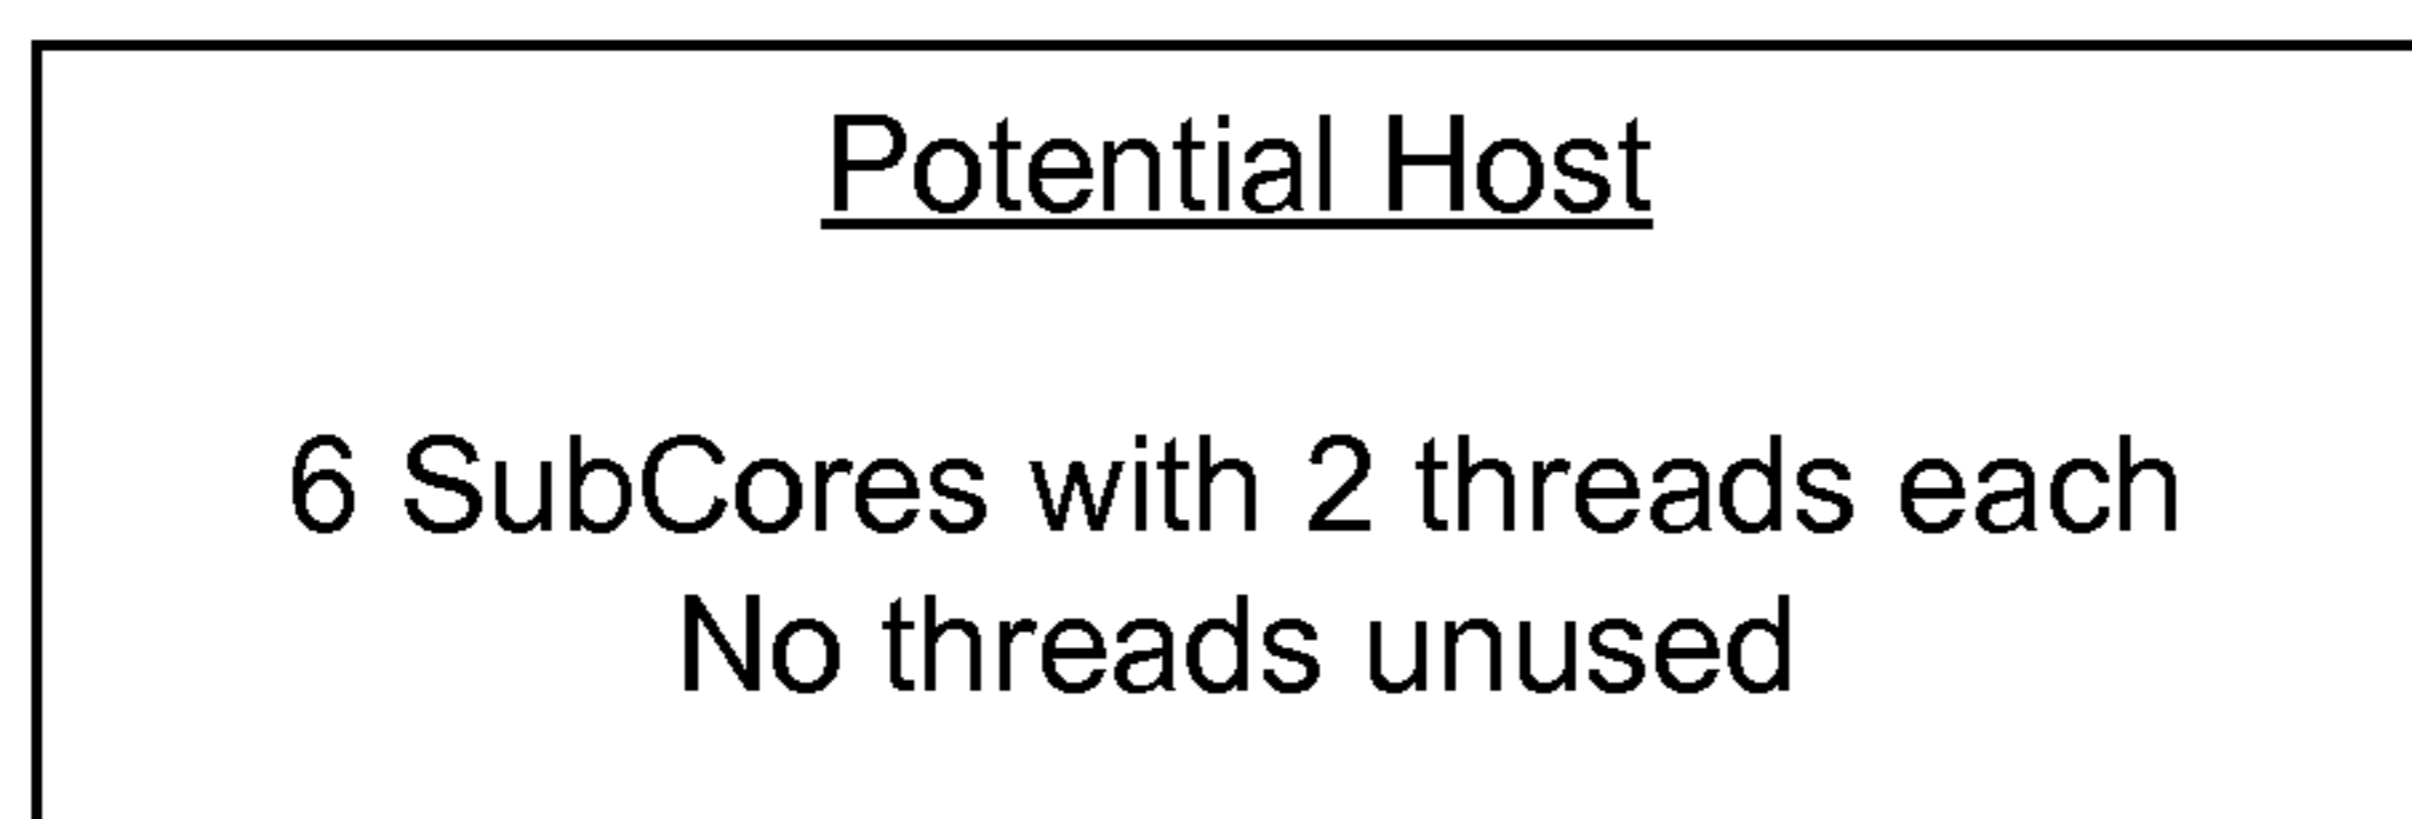 Potential Host
6 SubCores with 2 threads each
No threads unused